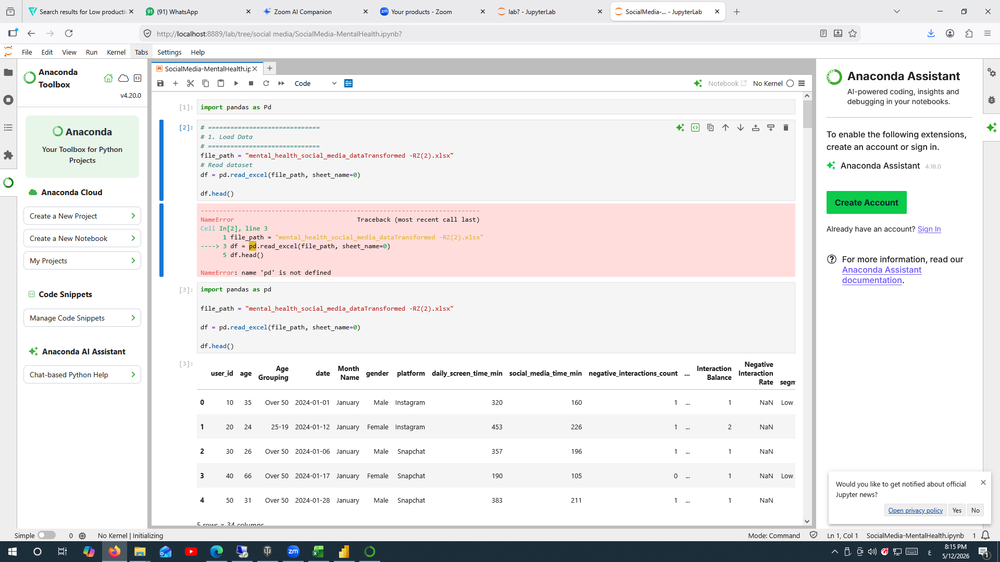 Search results for Low producti
(91) WhatsApp
Zoom AI Companion
Your products - Zoom
lab? - JupyterLab
SocialMedia-... - JupyterLab
http://localhost:8889/lab/tree/social media/SocialMedia-MentalHealth.ipynb?
File Edit View Run Kernel Tabs Settings Help
Anaconda
Toolbox
v4.20.0
Anaconda
Your Toolbox for Python
Projects
Anaconda Cloud
Create a New Project
Create a New Notebook
My Projects
Code Snippets
Manage Code Snippets
Anaconda AI Assistant
Chat-based Python Help
SocialMedia-MentalHealth.ip
Code
Notebook
No Kernel
[1]:
import pandas as Pd
[2]:
# ==============================
# 1. Load Data
# ==============================
file_path = "mental_health_social_media_dataTransformed -RZ(2).xlsx"
# Read dataset
df = pd.read_excel(file_path, sheet_name=0)
df.head()
---------------------------------------------------------------------------
NameError Traceback (most recent call last)
Cell In[2], line 3
1 file_path = "mental_health_social_media_dataTransformed -RZ(2).xlsx"
----> 3 df = pd.read_excel(file_path, sheet_name=0)
5 df.head()
NameError: name 'pd' is not defined
[3]:
import pandas as pd
file_path = "mental_health_social_media_dataTransformed -RZ(2).xlsx"
df = pd.read_excel(file_path, sheet_name=0)
df.head()
[3]:
user_id age Age Grouping date Month Name gender platform daily_screen_time_min social_media_time_min negative_interactions_count ... Interaction Balance Negative Interaction Rate segm
0 10 35 Over 50 2024-01-01 January Male Instagram 320 160 1 ... 1 NaN Low
1 20 24 25-19 2024-01-12 January Female Instagram 453 226 1 ... 2 NaN
2 30 26 Over 50 2024-01-06 January Male Snapchat 357 196 1 ... 1 NaN
3 40 66 Over 50 2024-01-17 January Female Snapchat 190 105 0 ... 1 NaN Low
4 50 31 Over 50 2024-01-28 January Male Snapchat 383 211 1 ... 1 NaN
5 rows × 34 columns
Anaconda Assistant
AI-powered coding, insights and
debugging in your notebooks.
To enable the following extensions,
create an account or sign in.
Anaconda Assistant 4.18.0
Create Account
Already have an account? Sign In
For more information, read our
Anaconda Assistant
documentation.
Would you like to get notified about official
Jupyter news?
Open privacy policy Yes No
Simple 0 No Kernel | Initializing
Mode: Command Ln 1, Col 1 SocialMedia-MentalHealth.ipynb 1
zm
ع
8:15 PM
5/12/2026
1